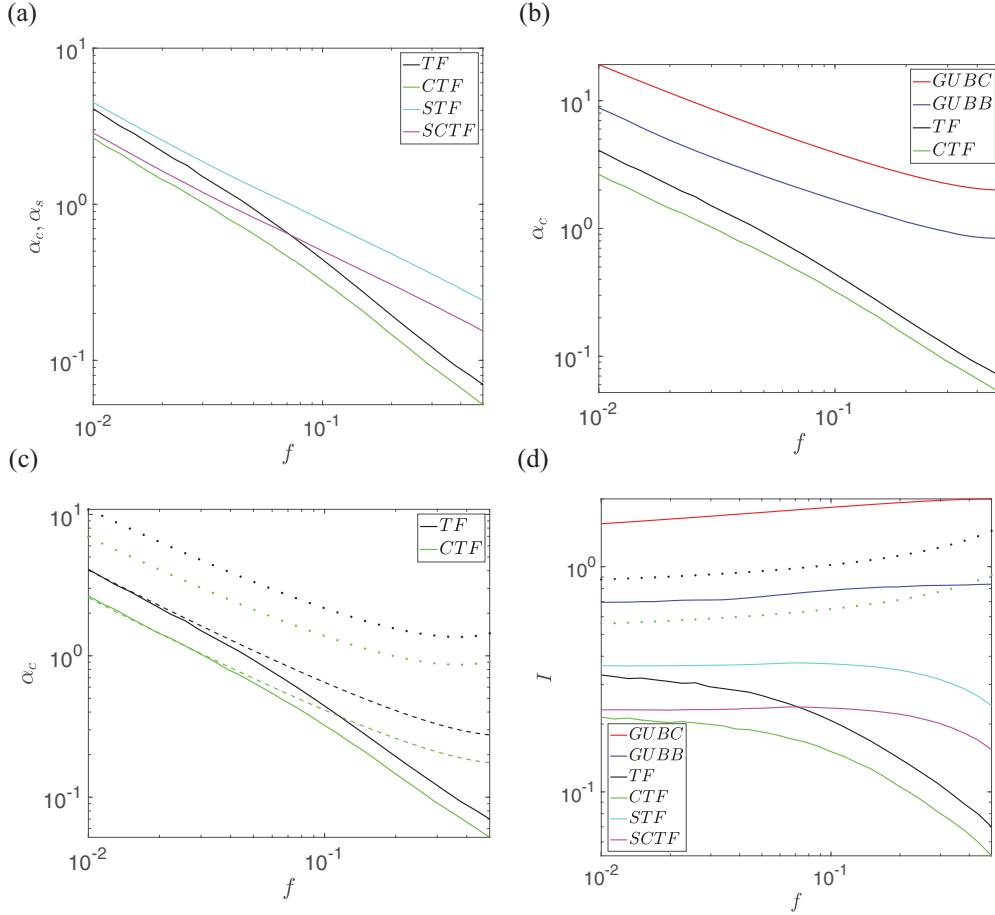 (a)
10^1
10^0
10^-1
α_c, α_s
TF
CTF
STF
SCTF
10^-2
10^-1
f
(b)
10^1
10^0
10^-1
α_c
GUBC
GUBB
TF
CTF
10^-2
10^-1
f
(c)
10^1
10^0
10^-1
α_c
TF
CTF
10^-2
10^-1
f
(d)
10^0
10^-1
I
GUBC
GUBB
TF
CTF
STF
SCTF
10^-2
10^-1
f